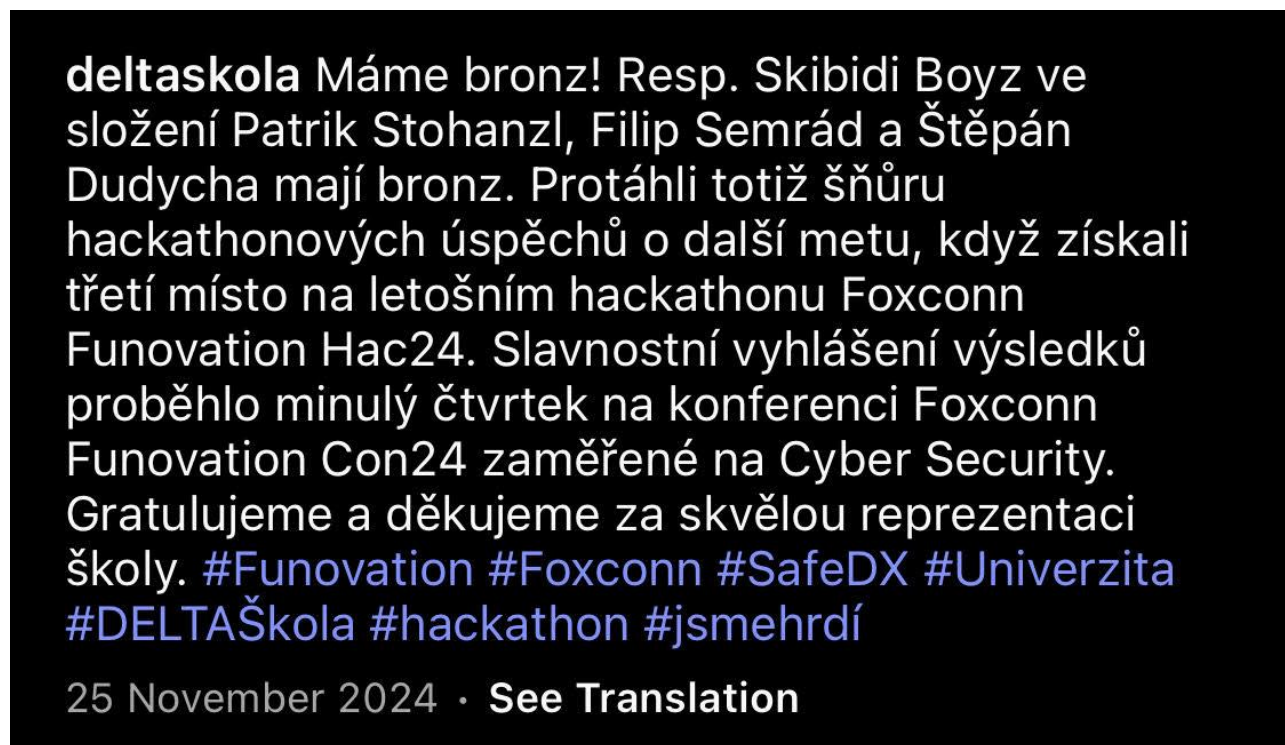 deltaskola Máme bronz! Resp. Skibidi Boyz ve
složení Patrik Stohanzl, Filip Semrád a Štěpán
Dudycha mají bronz. Protáhli totiž šňůru
hackathonových úspěchů o další metu, když získali
třetí místo na letošním hackathonu Foxconn
Funovation Hac24. Slavnostní vyhlášení výsledků
proběhlo minulý čtvrtek na konferenci Foxconn
Funovation Con24 zaměřené na Cyber Security.
Gratulujeme a děkujeme za skvělou reprezentaci
školy. #Funovation #Foxconn #SafeDX #Univerzita
#DELTAŠkola #hackathon #jsmehrdí
25 November 2024 · See Translation